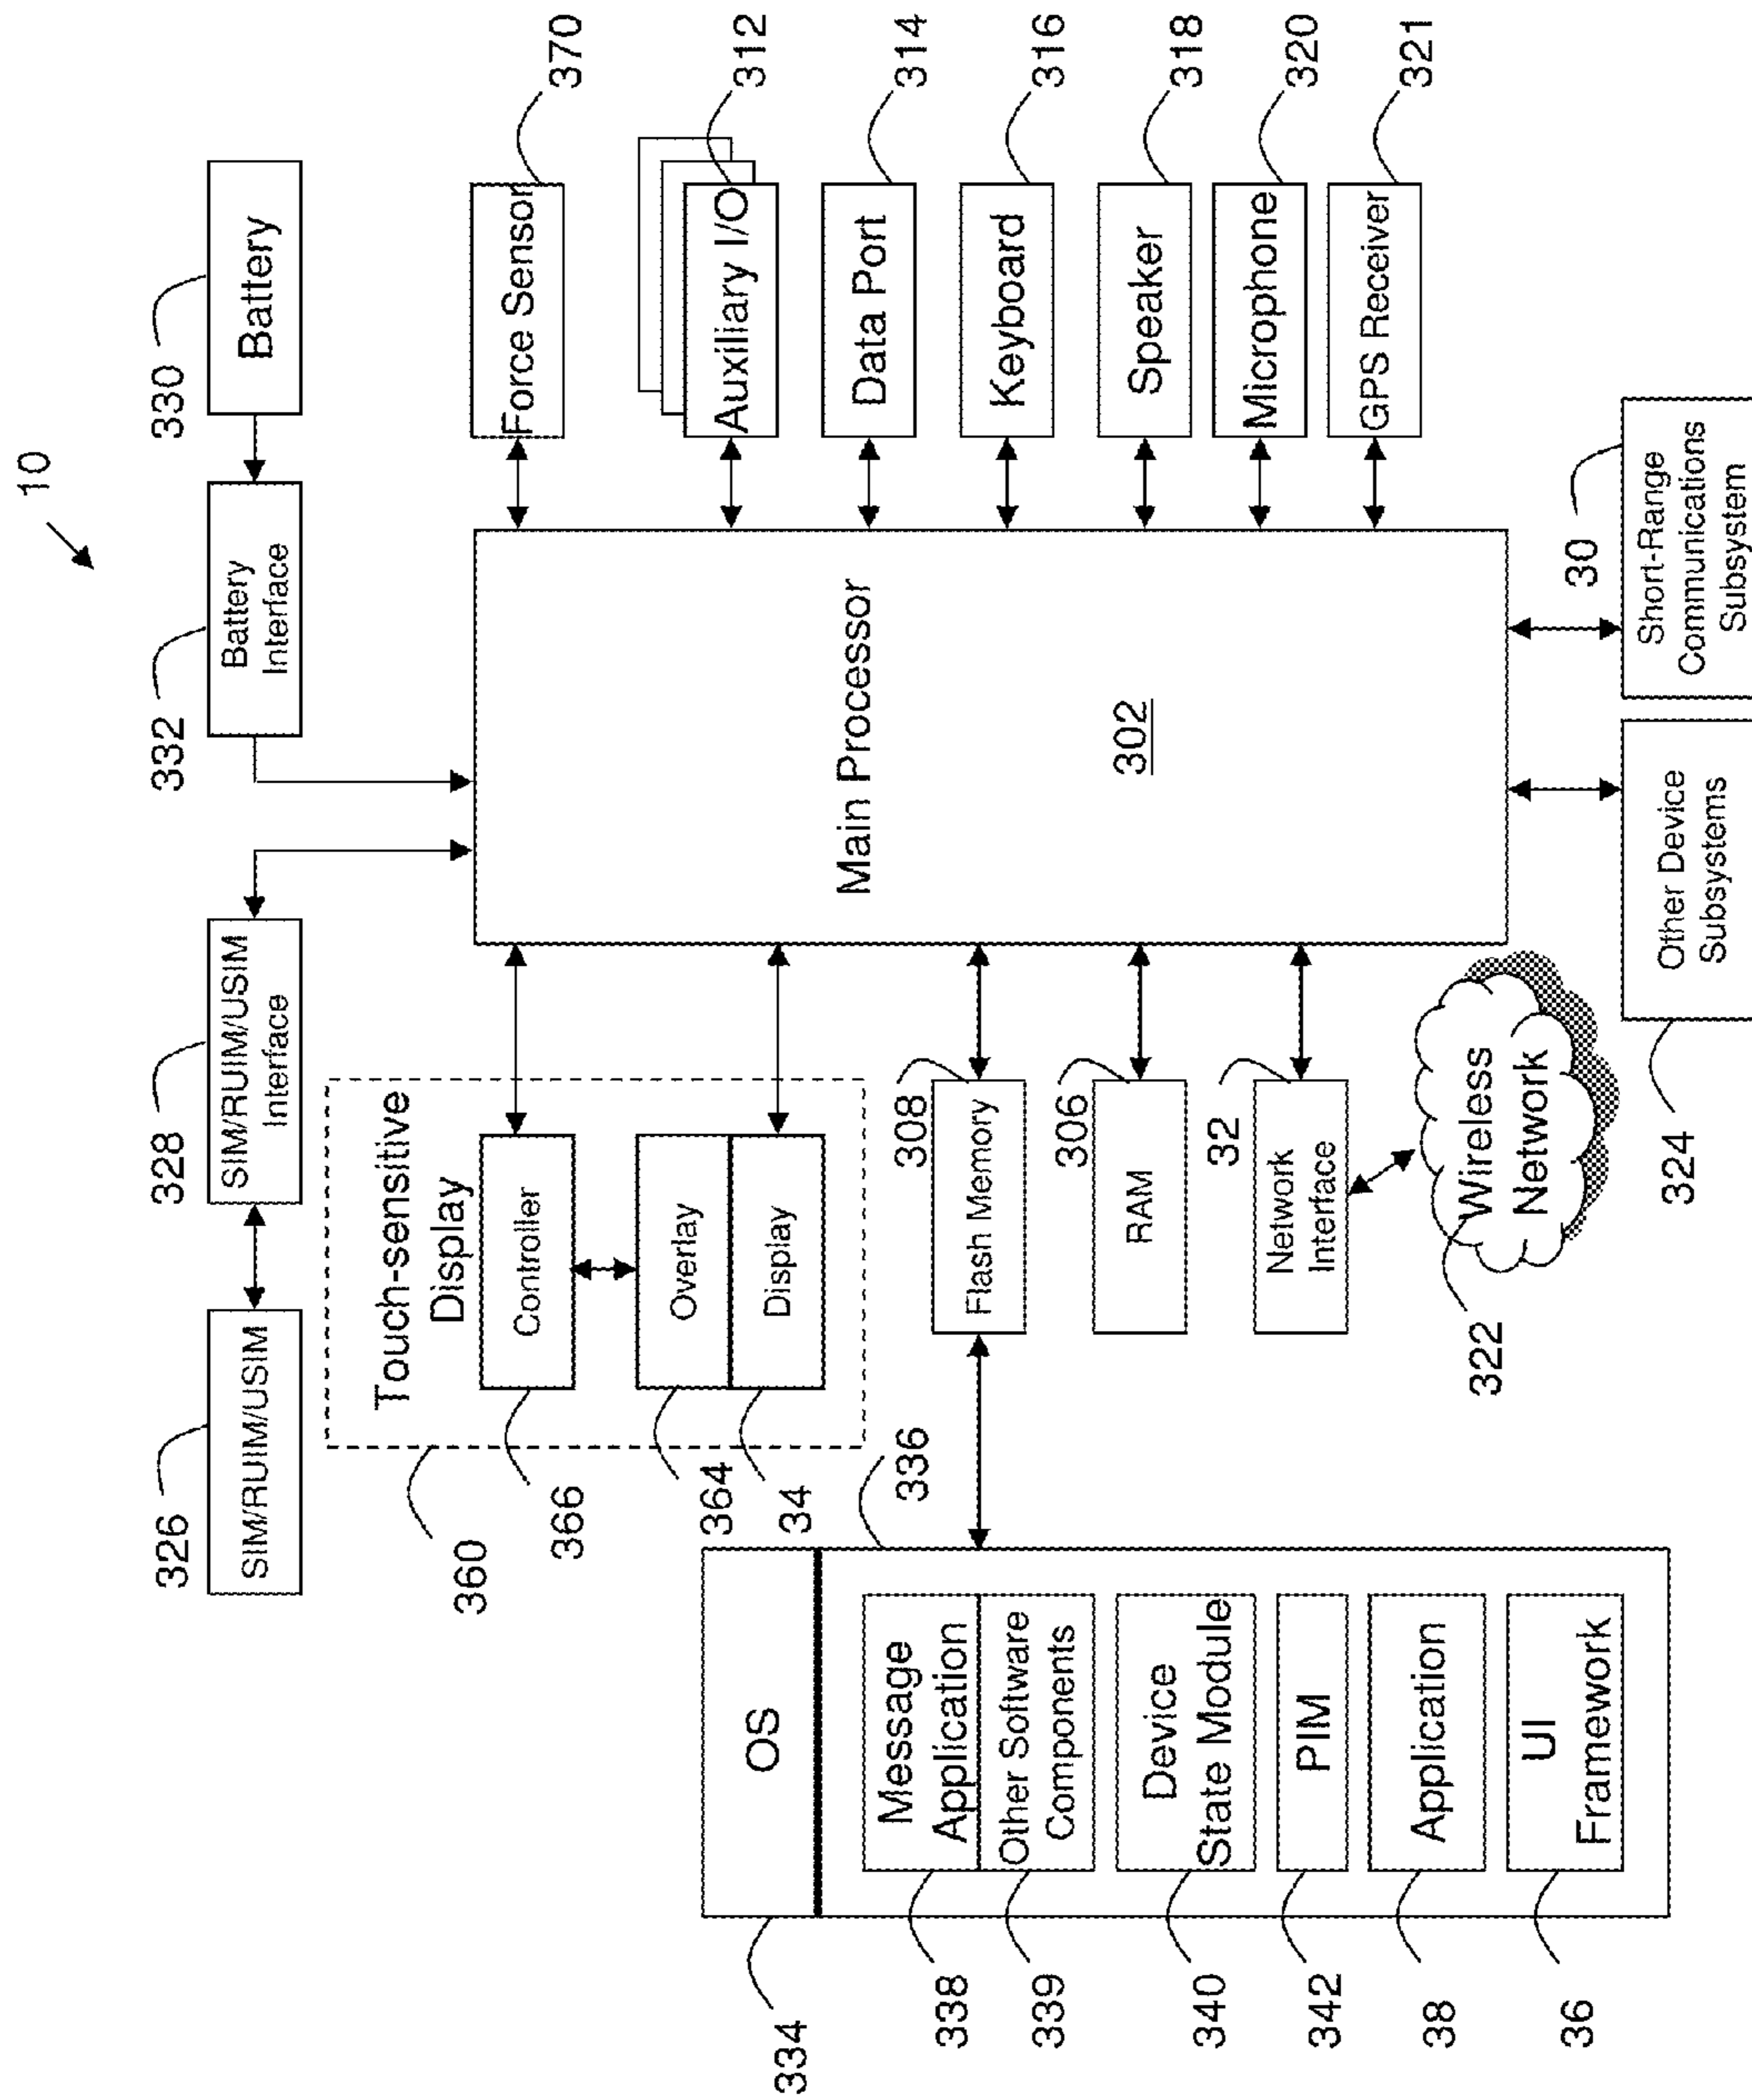 10
330
Battery
332
Battery
Interface
328
SIM/RUIM/USIM
Interface
326
SIM/RUIM/USIM
360
Touch-sensitive
Display
366
Controller
364
Overlay
34
Display
308
Flash Memory
306
RAM
32
Network
Interface
322
Wireless
Network
Main Processor
302
370
Force Sensor
312
Auxiliary I/O
314
Data Port
316
Keyboard
318
Speaker
320
Microphone
321
GPS Receiver
30
Short-Range
Communications
Subsystem
324
Other Device
Subsystems
334
OS
336
338
Message
Application
339
Other Software
Components
340
Device
State Module
342
PIM
38
Application
36
UI
Framework